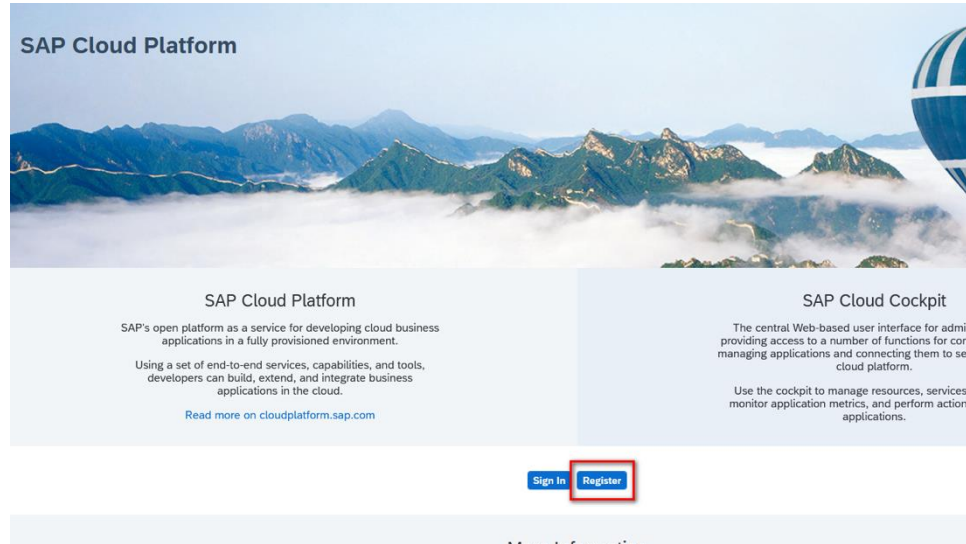 SAP Cloud Platform
SAP Cloud Platform
SAP's open platform as a service for developing cloud business
applications in a fully provisioned environment.
Using a set of end-to-end services, capabilities, and tools,
developers can build, extend, and integrate business
applications in the cloud.
Read more on cloudplatform.sap.com
SAP Cloud Cockpit
The central Web-based user interface for
providing access to a number of functions for
managing applications and connecting them to
cloud platform.
Use the cockpit to manage resources, services
monitor application metrics, and perform
applications.
Sign In
Register